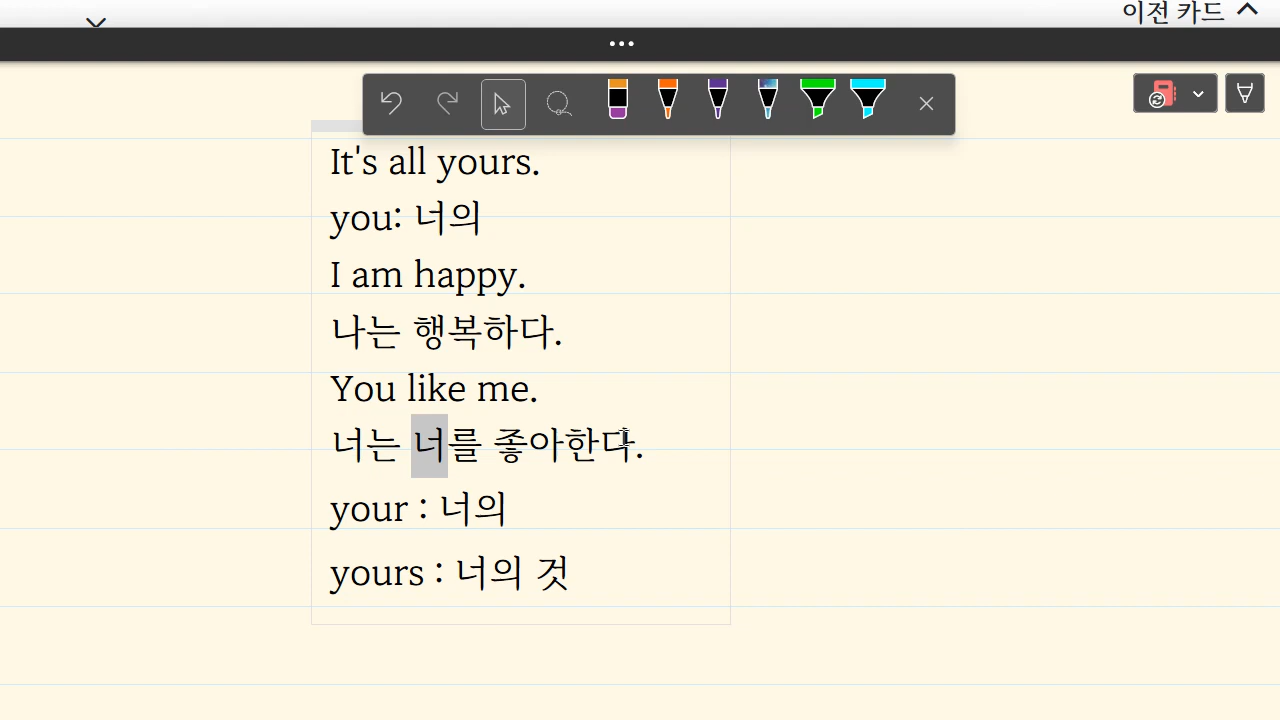 이전 카드
It's all yours.
you: 너의
I am happy.
나는 행복하다.
You like me.
너는 너를 좋아한다.
your : 너의
yours : 너의 것